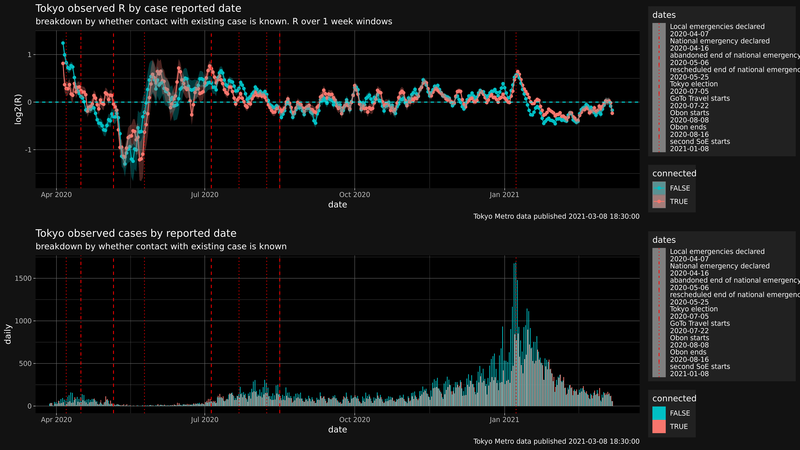 Tokyo observed R by case reported date
breakdown by whether contact with existing case is known. R over 1 week windows
log2(R)
1
0
-1
Apr 2020
Jul 2020
Oct 2020
Jan 2021
date
Tokyo Metro data published 2021-03-08 18:30:00
dates
Local emergencies declared
2020-04-07
National emergency declared
2020-04-16
abandoned end of national emergency
2020-05-06
rescheduled end of national emergenc
2020-05-25
Tokyo election
2020-07-05
GoTo Travel starts
2020-07-22
Obon starts
2020-08-08
Obon ends
2020-08-16
second SoE starts
2021-01-08
connected
FALSE
TRUE
Tokyo observed cases by reported date
breakdown by whether contact with existing case is known
daily
1500
1000
500
0
Apr 2020
Jul 2020
Oct 2020
Jan 2021
date
Tokyo Metro data published 2021-03-08 18:30:00
dates
Local emergencies declared
2020-04-07
National emergency declared
2020-04-16
abandoned end of national emergency
2020-05-06
rescheduled end of national emergenc
2020-05-25
Tokyo election
2020-07-05
GoTo Travel starts
2020-07-22
Obon starts
2020-08-08
Obon ends
2020-08-16
second SoE starts
2021-01-08
connected
FALSE
TRUE